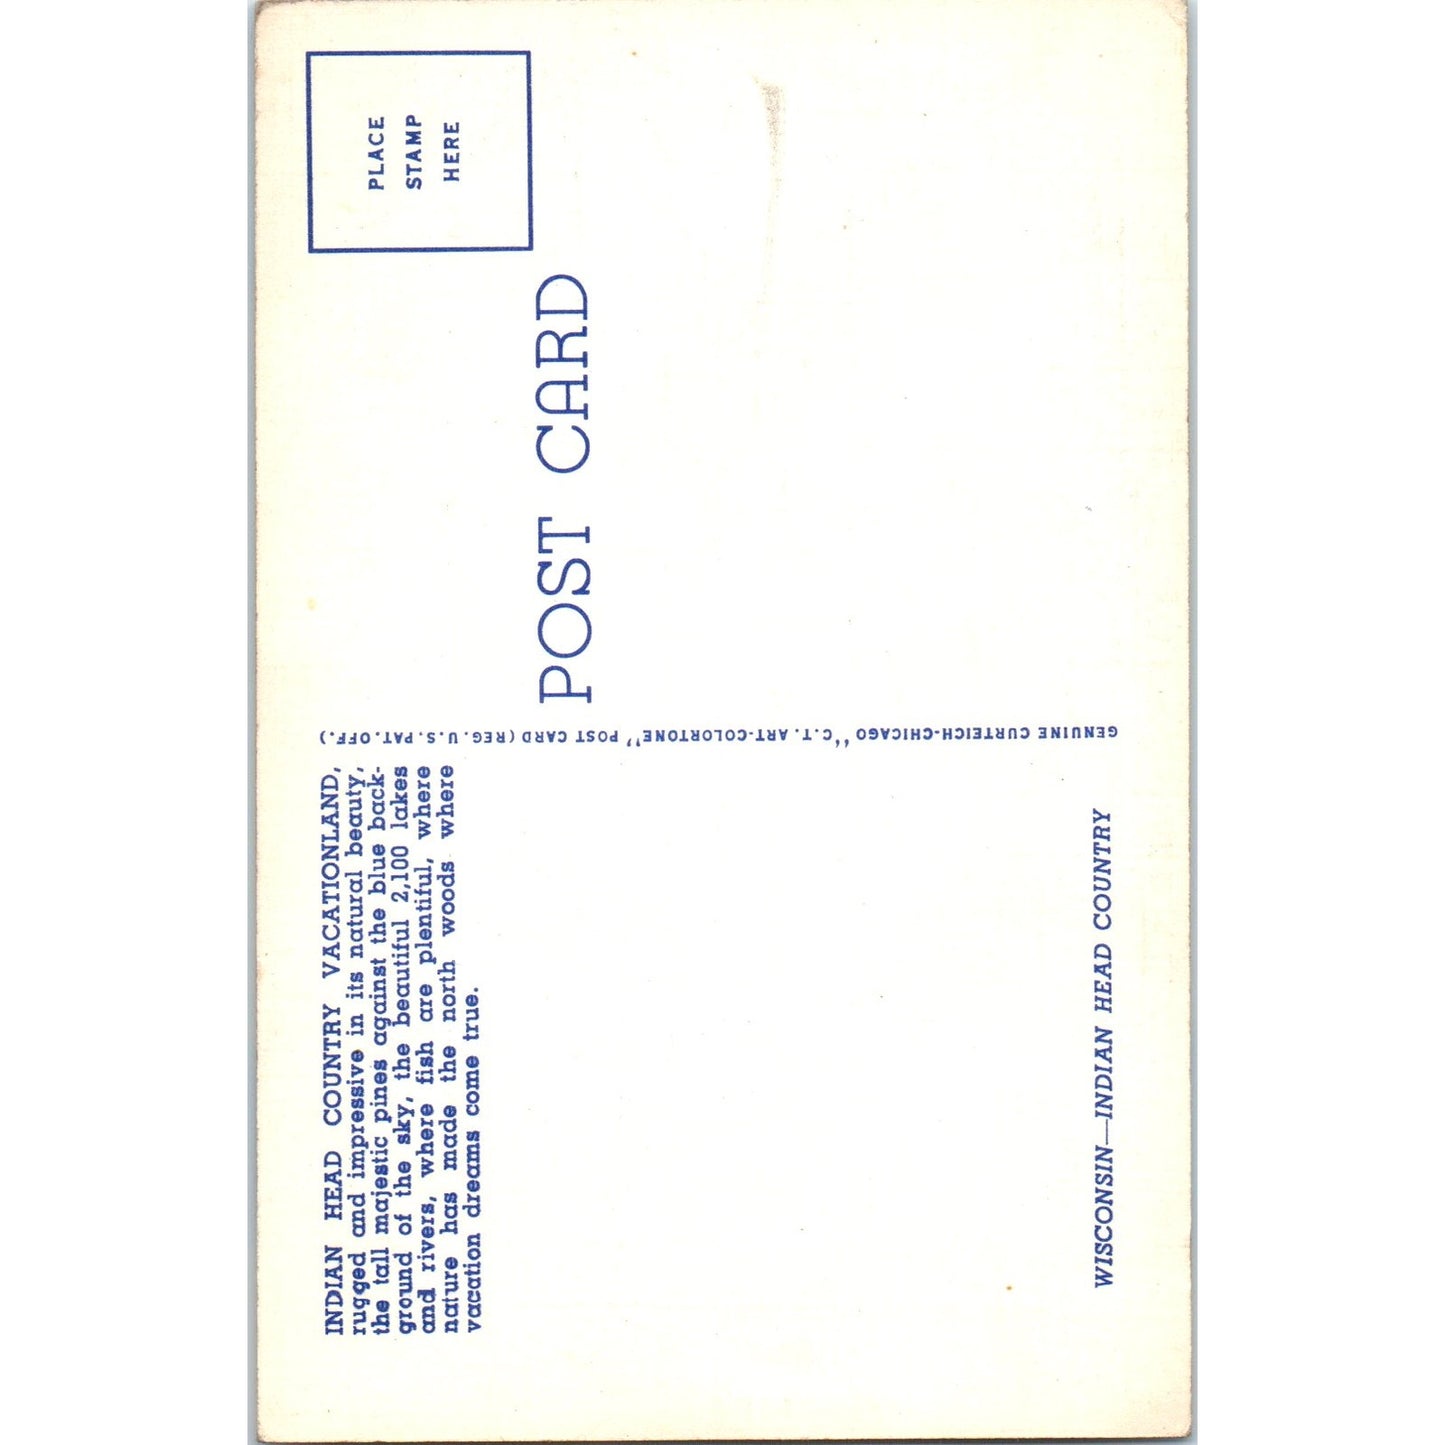 INDIAN HEAD COUNTRY VACATIONLAND,
rugged and impressive in its natural beauty,
the tall majestic pines against the blue back-
ground of the sky, the beautiful 2,100 lakes
and rivers, where fish are plentiful, where
nature has made the north woods where
vacation dreams come true.
WISCONSIN—INDIAN HEAD COUNTRY
GENUINE CURTEICH-CHICAGO "C.T. ART-COLORTONE" POST CARD (REG. U.S. PAT. OFF.)
POST CARD
PLACE
STAMP
HERE